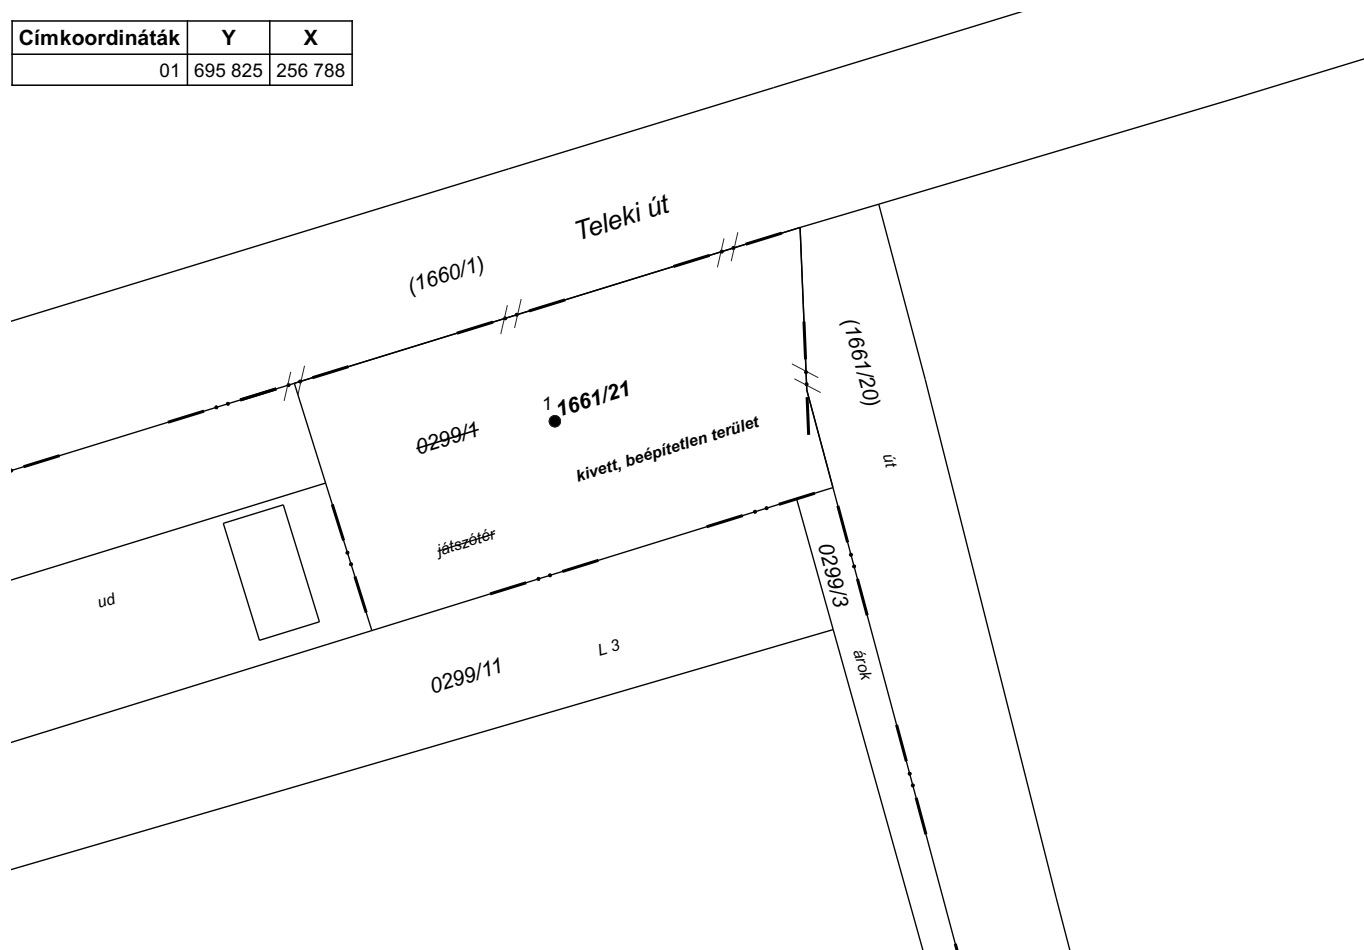 Címkoordináták Y X
01 695 825 256 788
Teleki út
(1660/1)
(1661/20)
1
1661/21
0299/1
kivett, beépítetlen terület
út
játszótér
0299/3
ud
L 3
árok
0299/11